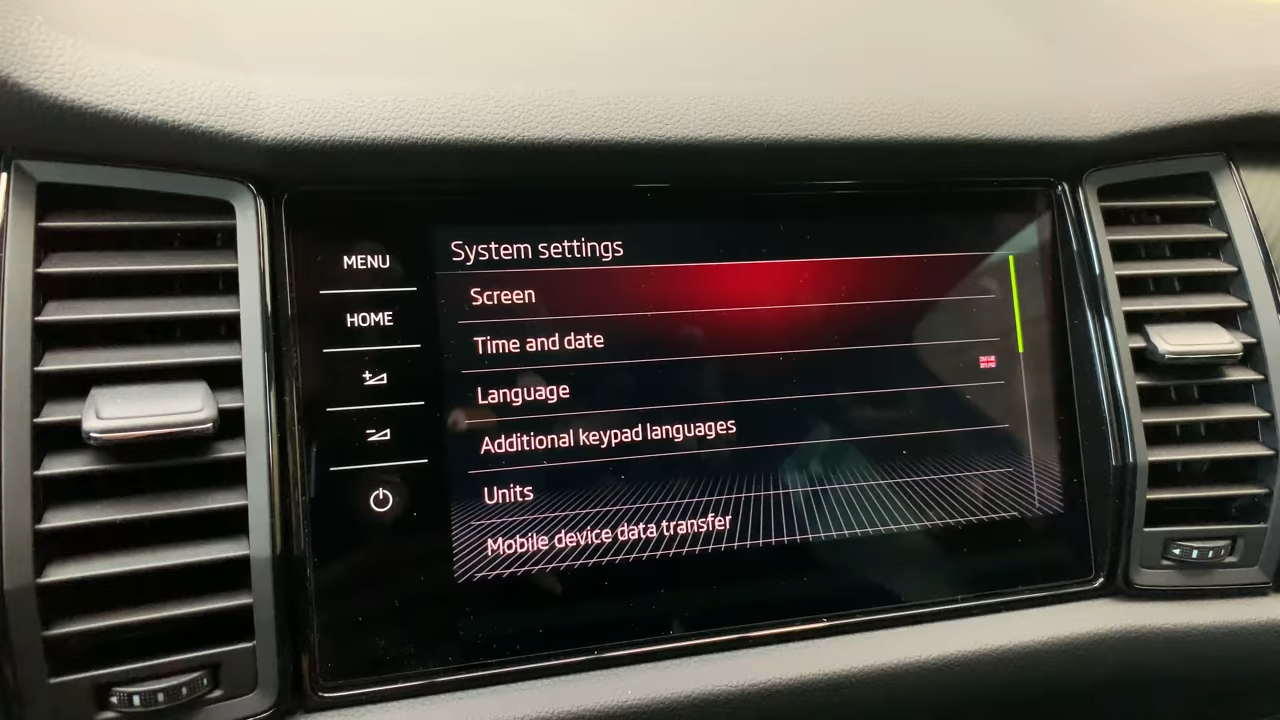 System settings
MENU
Screen
HOME
Time and date
Language
Additional keypad languages
Units
Mobile device data transfer